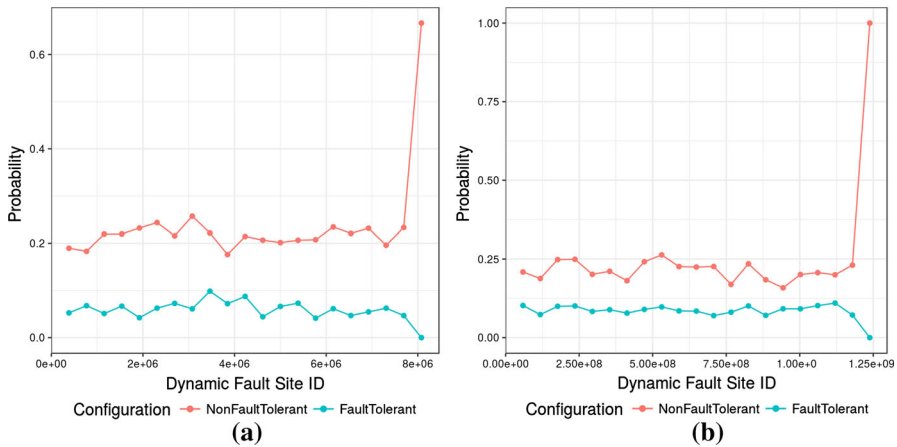 Probability
0.6
0.4
0.2
0.0
0e+00 2e+06 4e+06 6e+06 8e+06
Dynamic Fault Site ID
Configuration NonFaultTolerant FaultTolerant
(a)
Probability
1.00
0.75
0.50
0.25
0.00
0.00e+00 2.50e+08 5.00e+08 7.50e+08 1.00e+0 1.25e+09
Dynamic Fault Site ID
Configuration NonFaultTolerant FaultTolerant
(b)